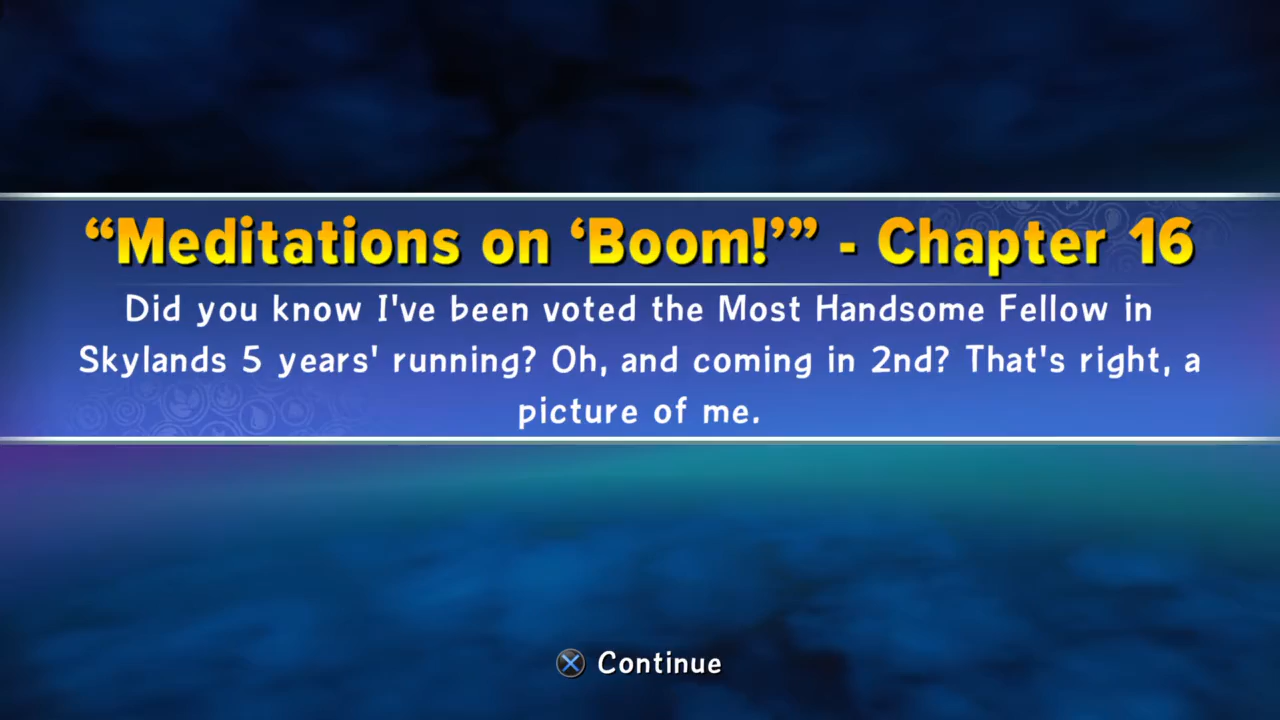 “Meditations on ‘Boom!’” - Chapter 16
Did you know I've been voted the Most Handsome Fellow in
Skylands 5 years' running? Oh, and coming in 2nd? That's right, a
picture of me.
Continue